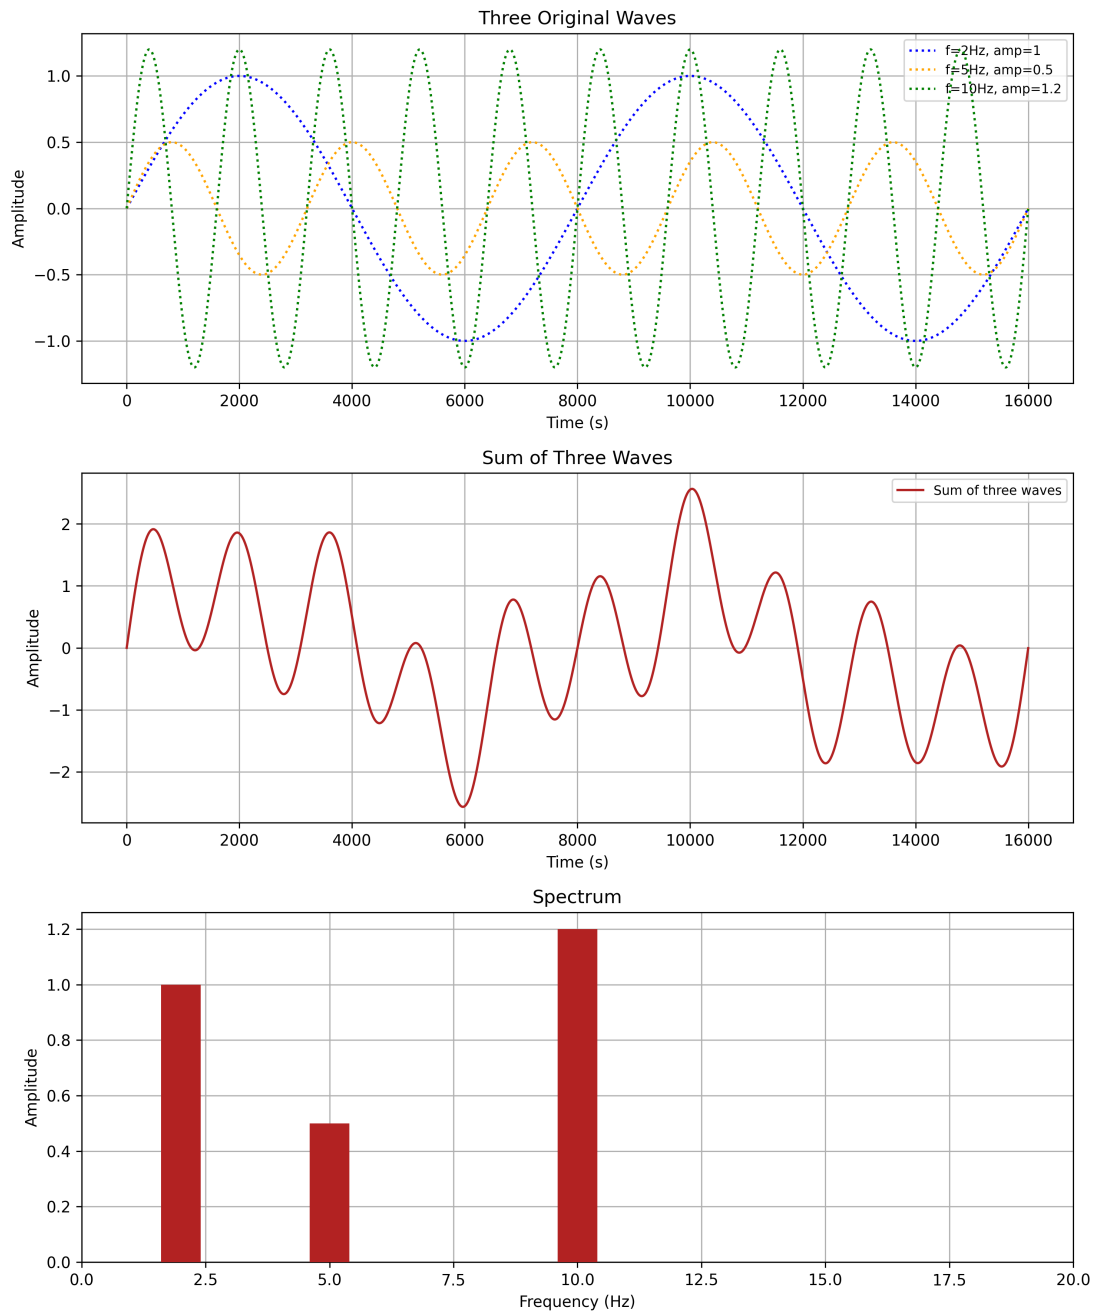 Three Original Waves
f=2Hz, amp=1
f=5Hz, amp=0.5
f=10Hz, amp=1.2
1.0
0.5
0.0
−0.5
−1.0
Amplitude
0 2000 4000 6000 8000 10000 12000 14000 16000
Time (s)
Sum of Three Waves
Sum of three waves
2
1
0
−1
−2
Amplitude
0 2000 4000 6000 8000 10000 12000 14000 16000
Time (s)
Spectrum
1.2
1.0
0.8
0.6
0.4
0.2
0.0
Amplitude
0.0 2.5 5.0 7.5 10.0 12.5 15.0 17.5 20.0
Frequency (Hz)